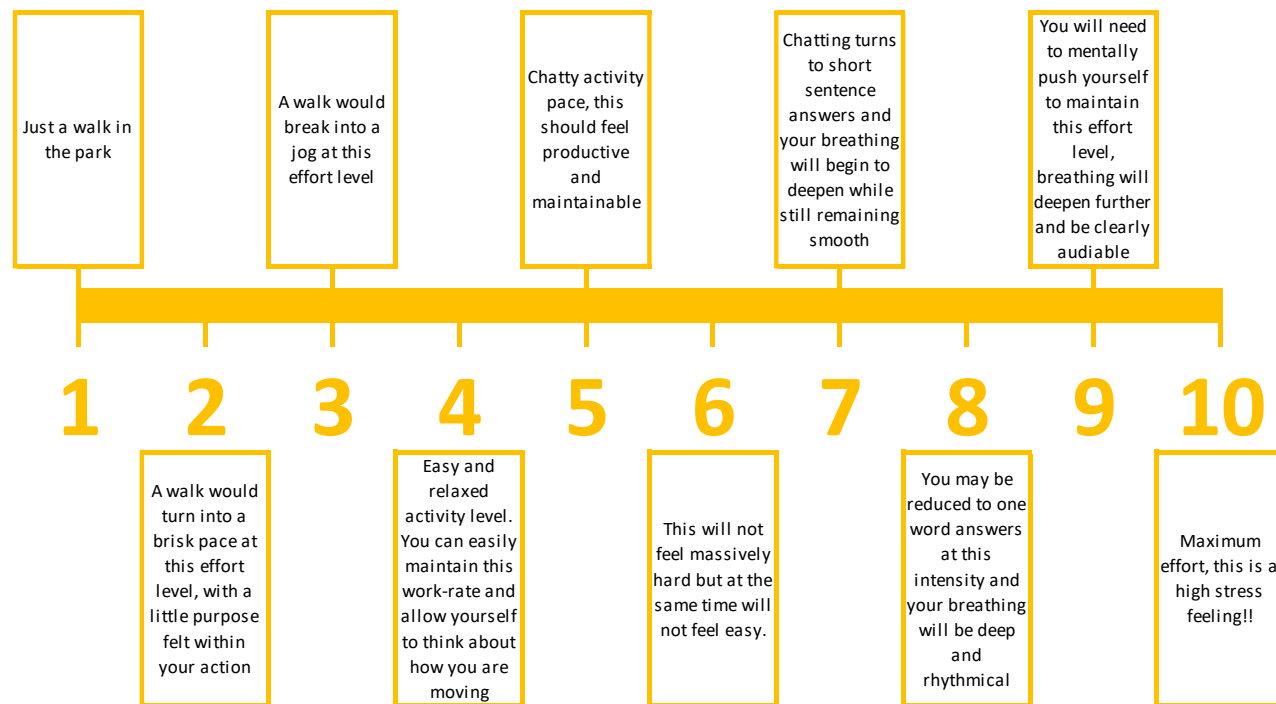 Just a walk in
the park
A walk would
break into a
jog at this
effort level
Chatty activity
pace, this
should feel
productive
and
maintainable
Chatting turns
to short
sentence
answers and
your breathing
will begin to
deepen while
still remaining
smooth
You will need
to mentally
push yourself
to maintain
this effort
level,
breathing will
deepen further
and be clearly
audiable
1 2 3 4 5 6 7 8 9 10
A walk would
turn into a
brisk pace at
this effort
level, with a
little purpose
felt within
your action
Easy and
relaxed
activity level.
You can easily
maintain this
work-rate and
allow yourself
to think about
how you are
moving
This will not
feel massively
hard but at the
same time will
not feel easy.
You may be
reduced to one
word answers
at this
intensity and
your breathing
will be deep
and
rhythmical
Maximum
effort, this is a
high stress
feeling!!